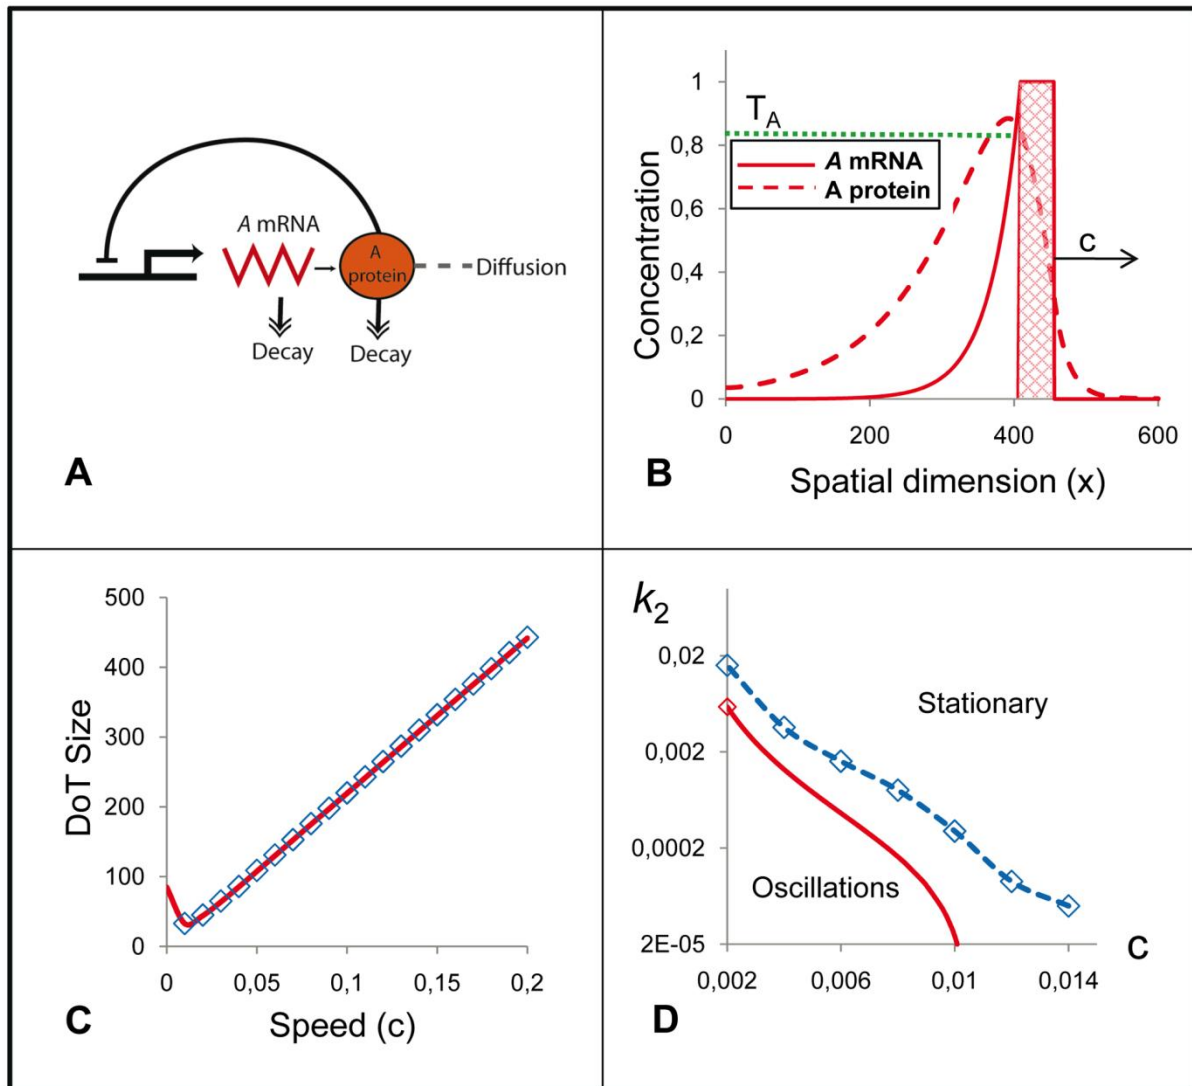 A mRNA
A
protein
Diffusion
Decay
Decay
A
Concentration
1
0,8
0,6
0,4
0,2
0
T_A
A mRNA
A protein
c
0
200
400
600
B
Spatial dimension (x)
DoT Size
500
400
300
200
100
0
0
0,05
0,1
0,15
0,2
C
Speed (c)
k₂
0,02
0,002
0,0002
2E-05
Stationary
Oscillations
c
0,002
0,006
0,01
0,014
D